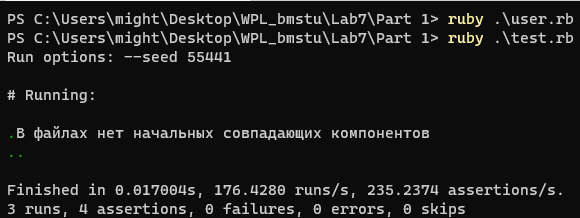 PS C:\Users\might\Desktop\WPL_bmstu\Lab7\Part 1> ruby .\user.rb
PS C:\Users\might\Desktop\WPL_bmstu\Lab7\Part 1> ruby .\test.rb
Run options: --seed 55441
# Running:
.В файлах нет начальных совпадающих компонентов
..
Finished in 0.017004s, 176.4280 runs/s, 235.2374 assertions/s.
3 runs, 4 assertions, 0 failures, 0 errors, 0 skips